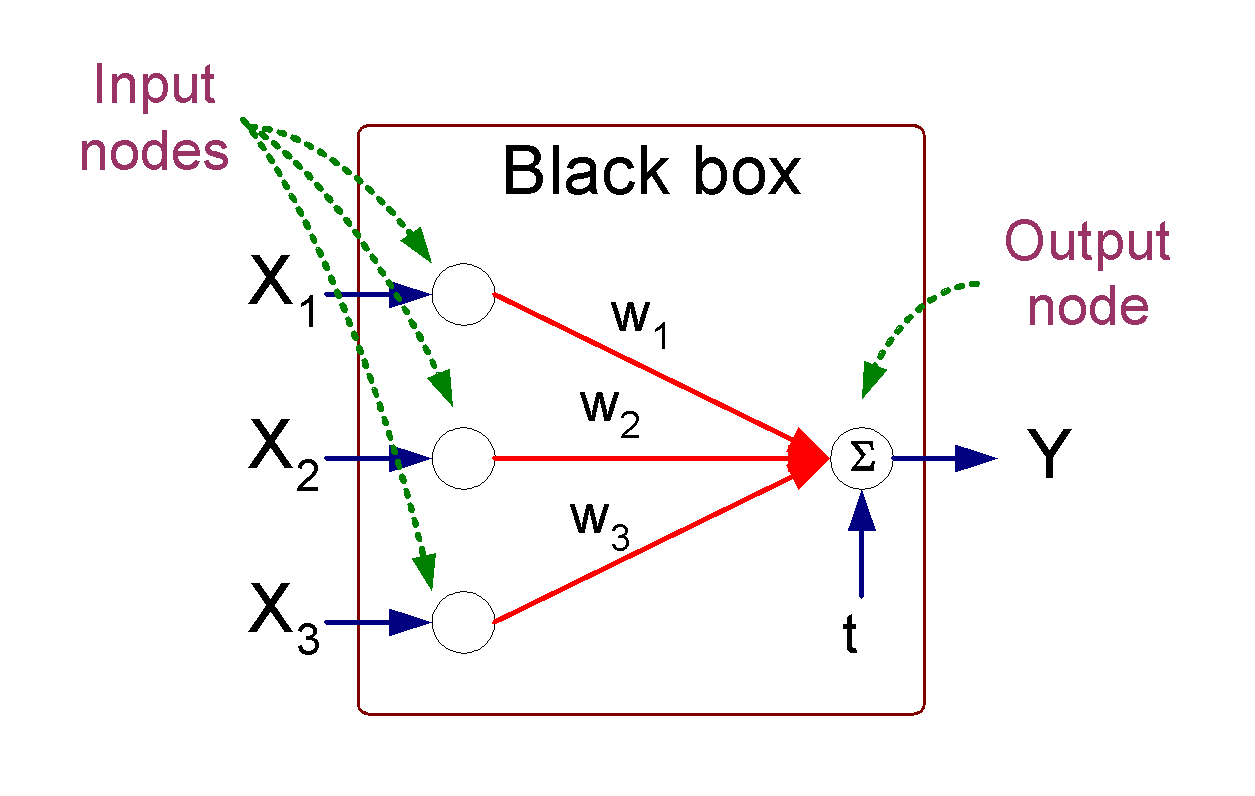 Input
nodes
Black box
Output
node
X1
w1
X2
w2
Σ
Y
w3
X3
t